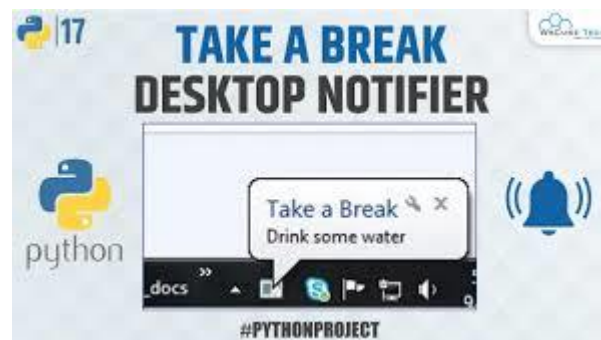 17
TAKE A BREAK
DESKTOP NOTIFIER
Take a Break
Drink some water
python
_docs
#PYTHONPROJECT